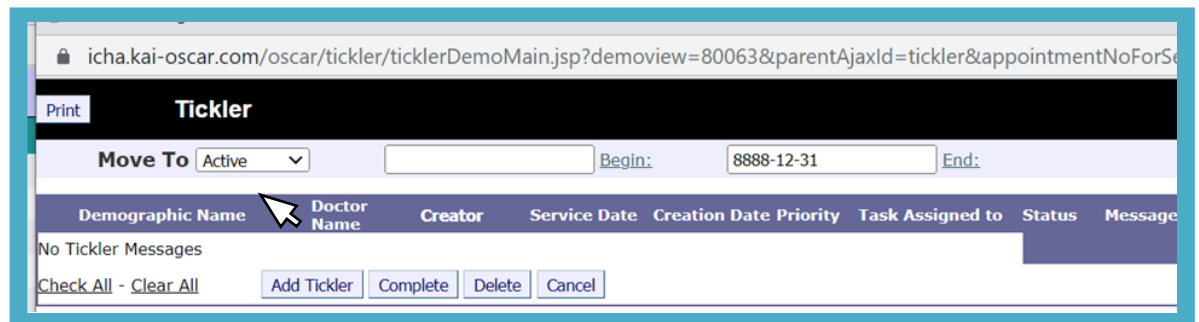 icha.kai-oscar.com/oscar/tickler/ticklerDemoMain.jsp?demoview=80063&parentAjaxId=tickler&appointmentNoForSe
Print Tickler
Move To Active Begin: 8888-12-31 End:
Demographic Name Doctor Name Creator Service Date Creation Date Priority Task Assigned to Status Message
No Tickler Messages
Check All - Clear All Add Tickler Complete Delete Cancel